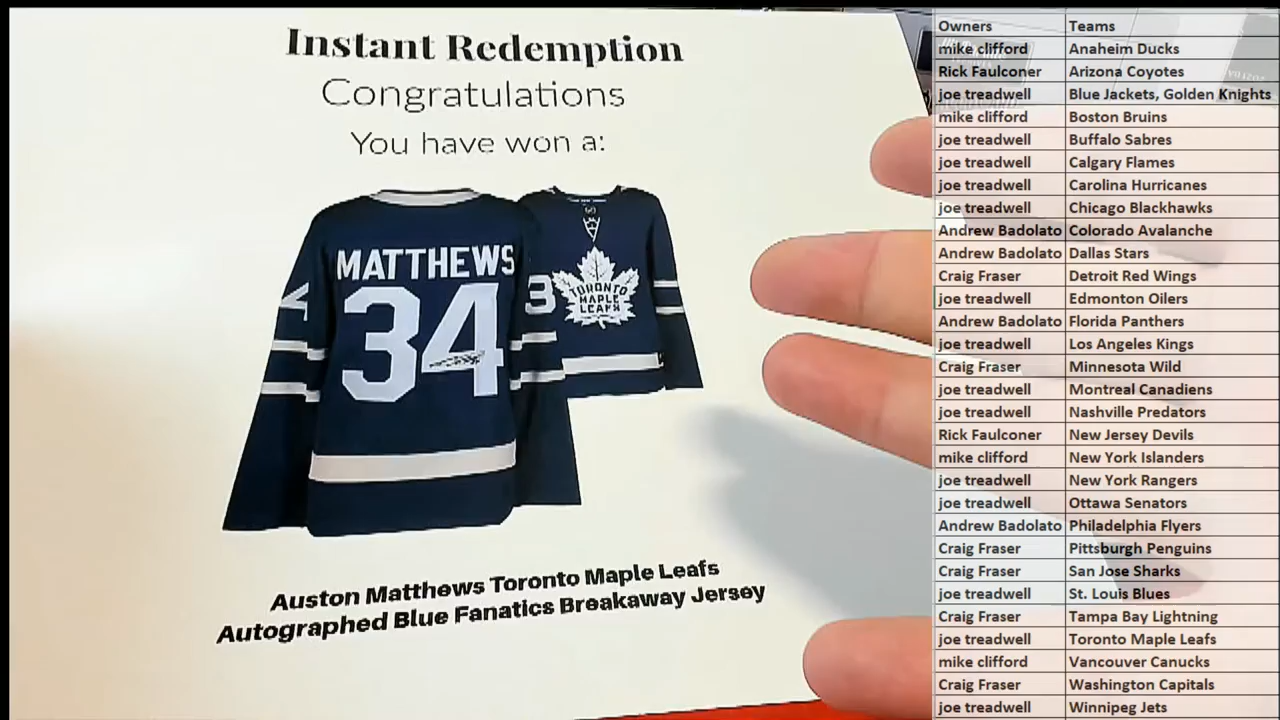 Instant Redemption
Congratulations
You have won a:
MATTHEWS
34
3
TORONTO
MAPLE
LEAFS
Auston Matthews Toronto Maple Leafs
Autographed Blue Fanatics Breakaway Jersey
Owners Teams
mike clifford Anaheim Ducks
Rick Faulconer Arizona Coyotes
joe treadwell Blue Jackets, Golden Knights
mike clifford Boston Bruins
joe treadwell Buffalo Sabres
joe treadwell Calgary Flames
joe treadwell Carolina Hurricanes
joe treadwell Chicago Blackhawks
Andrew Badolato Colorado Avalanche
Andrew Badolato Dallas Stars
Craig Fraser Detroit Red Wings
joe treadwell Edmonton Oilers
Andrew Badolato Florida Panthers
joe treadwell Los Angeles Kings
Craig Fraser Minnesota Wild
joe treadwell Montreal Canadiens
joe treadwell Nashville Predators
Rick Faulconer New Jersey Devils
mike clifford New York Islanders
joe treadwell New York Rangers
joe treadwell Ottawa Senators
Andrew Badolato Philadelphia Flyers
Craig Fraser Pittsburgh Penguins
Craig Fraser San Jose Sharks
joe treadwell St. Louis Blues
Craig Fraser Tampa Bay Lightning
joe treadwell Toronto Maple Leafs
mike clifford Vancouver Canucks
Craig Fraser Washington Capitals
joe treadwell Winnipeg Jets